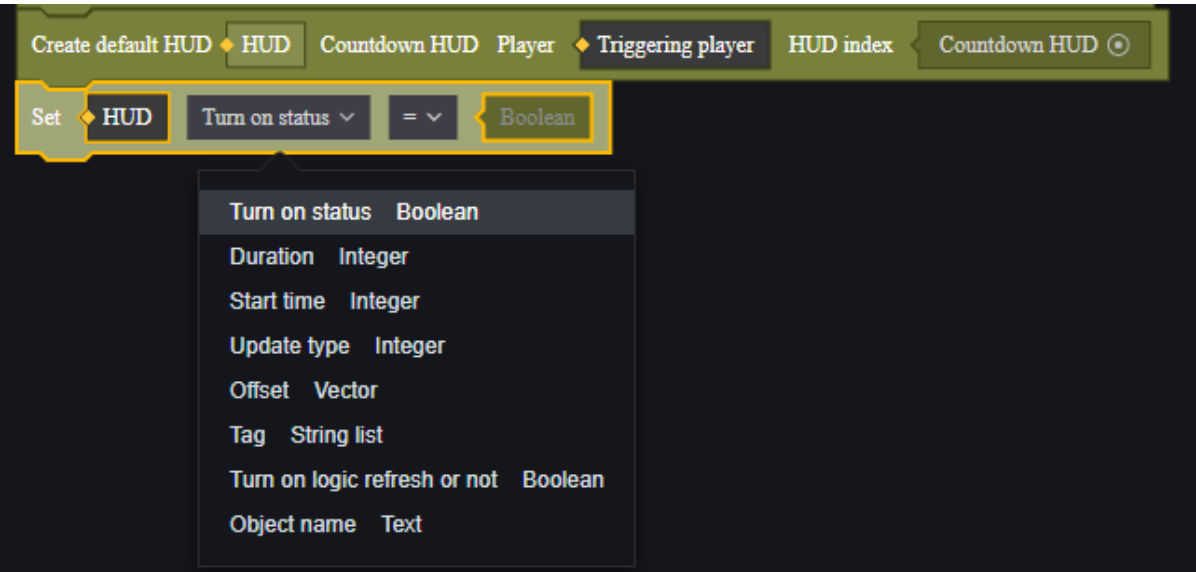 Create default HUD HUD Countdown HUD Player Triggering player HUD index Countdown HUD
Set HUD Turn on status = Boolean
Turn on status Boolean
Duration Integer
Start time Integer
Update type Integer
Offset Vector
Tag String list
Turn on logic refresh or not Boolean
Object name Text